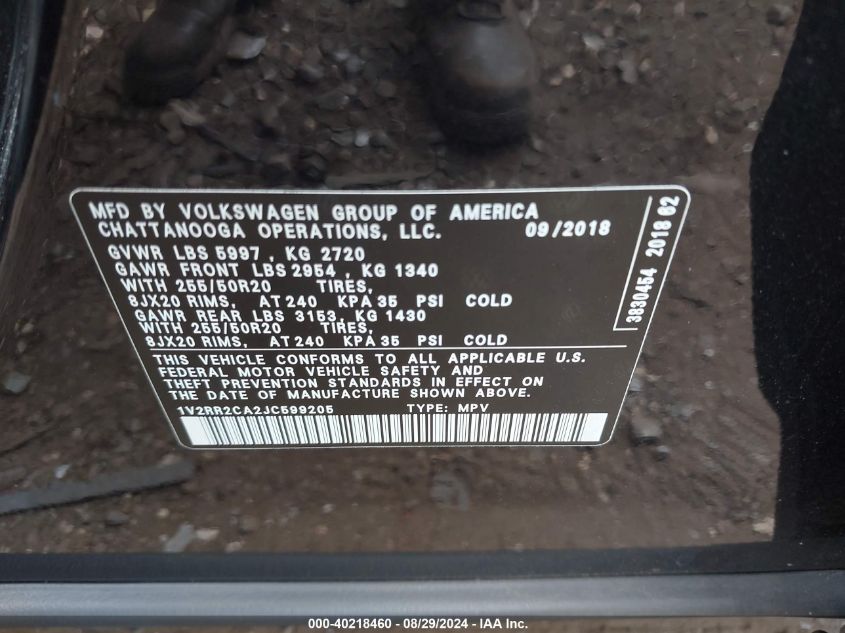 MFD BY VOLKSWAGEN GROUP OF AMERICA
CHATTANOOGA OPERATIONS, LLC. 09/2018
GVWR LBS 5997 , KG 2720
GAWR FRONT LBS 2954 , KG 1340
WITH 255/50R20 TIRES,
8JX20 RIMS, AT 240 KPA 35 PSI COLD
GAWR REAR LBS 3153, KG 1430
WITH 255/50R20 TIRES,
8JX20 RIMS, AT 240 KPA 35 PSI COLD
THIS VEHICLE CONFORMS TO ALL APPLICABLE U.S.
FEDERAL MOTOR VEHICLE SAFETY AND
THEFT PREVENTION STANDARDS IN EFFECT ON
THE DATE OF MANUFACTURE SHOWN ABOVE.
1V2RR2CA2JC599205 TYPE: MPV
3830454 2018 62
000-40218460 - 08/29/2024 - IAA Inc.